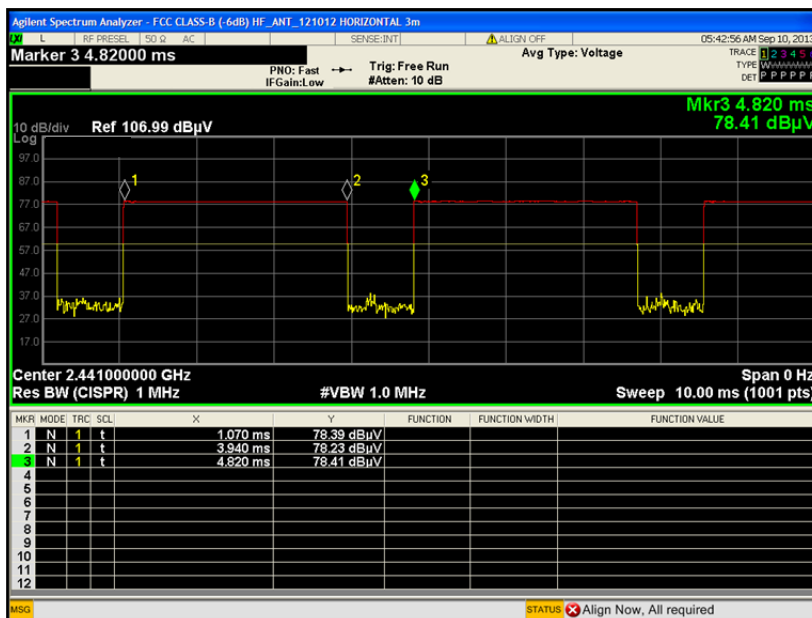 Agilent Spectrum Analyzer - FCC CLASS-B (-6dB) HF_ANT_121012 HORIZONTAL 3m
LXI L RF PRESEL 50 Ω AC SENSE:INT ALIGN OFF 05:42:56 AM Sep 10, 2013
Marker 3 4.82000 ms
PNO: Fast
IFGain:Low
Trig: Free Run
#Atten: 10 dB
Avg Type: Voltage
TRACE 1 2 3 4 5
TYPE W
DET P P P P P
Mkr3 4.820 ms
78.41 dBµV
10 dB/div Ref 106.99 dBµV
Log
97.0
87.0
77.0
67.0
57.0
47.0
37.0
27.0
17.0
1
2
3
Center 2.441000000 GHz Span 0 Hz
Res BW (CISPR) 1 MHz #VBW 1.0 MHz Sweep 10.00 ms (1001 pts)
MKR MODE TRC SCL X Y FUNCTION FUNCTION WIDTH FUNCTION VALUE
1 N 1 t 1.070 ms 78.39 dBµV
2 N 1 t 3.940 ms 78.23 dBµV
3 N 1 t 4.820 ms 78.41 dBµV
4
5
6
7
8
9
10
11
12
MSG STATUS Align Now, All required